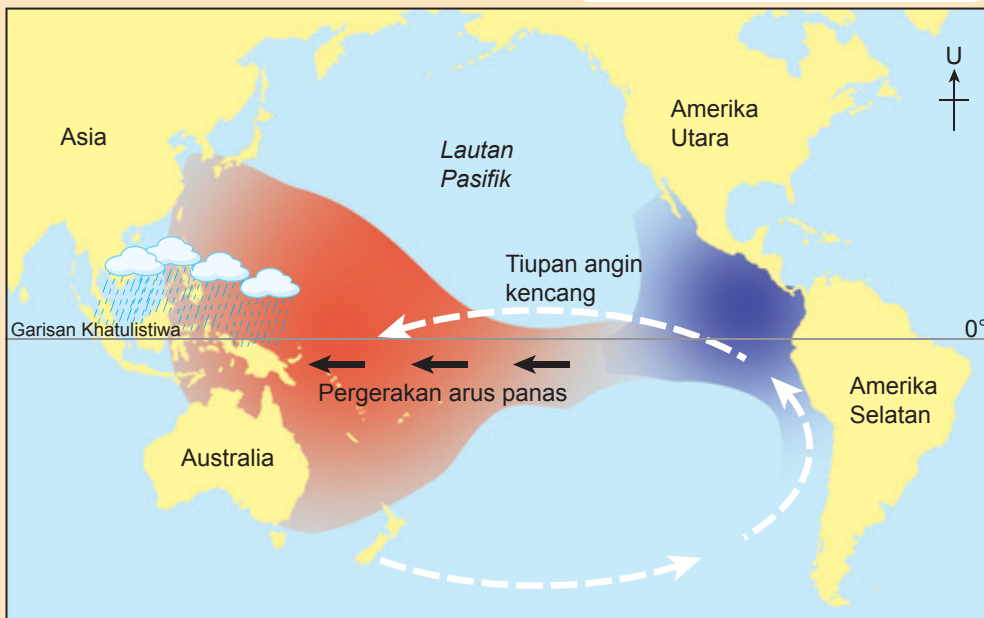 U
Amerika
Utara
Asia
Lautan
Pasifik
Tiupan angin
kencang
Garisan Khatulistiwa
0°
Pergerakan arus panas
Amerika
Selatan
Australia